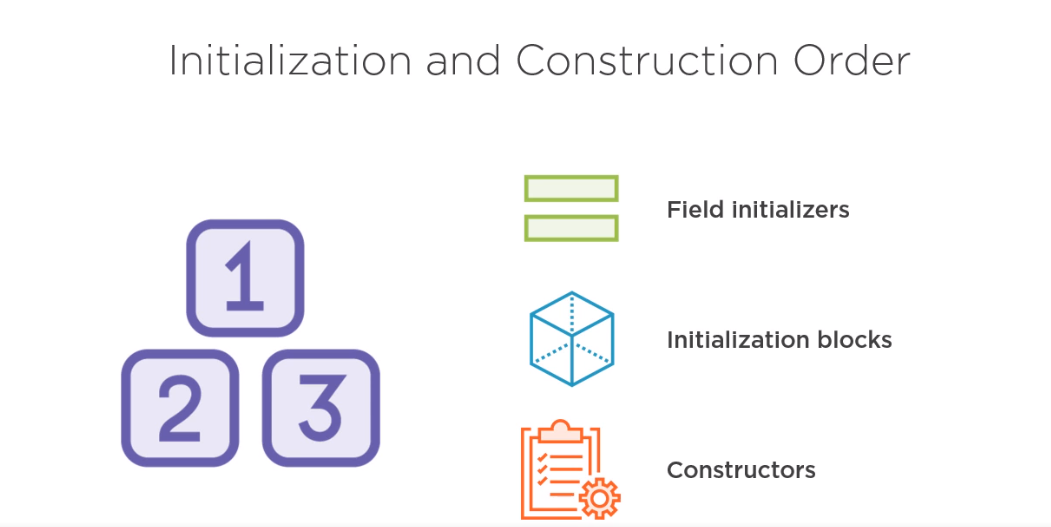 Initialization and Construction Order
1
2 3
Field initializers
Initialization blocks
Constructors